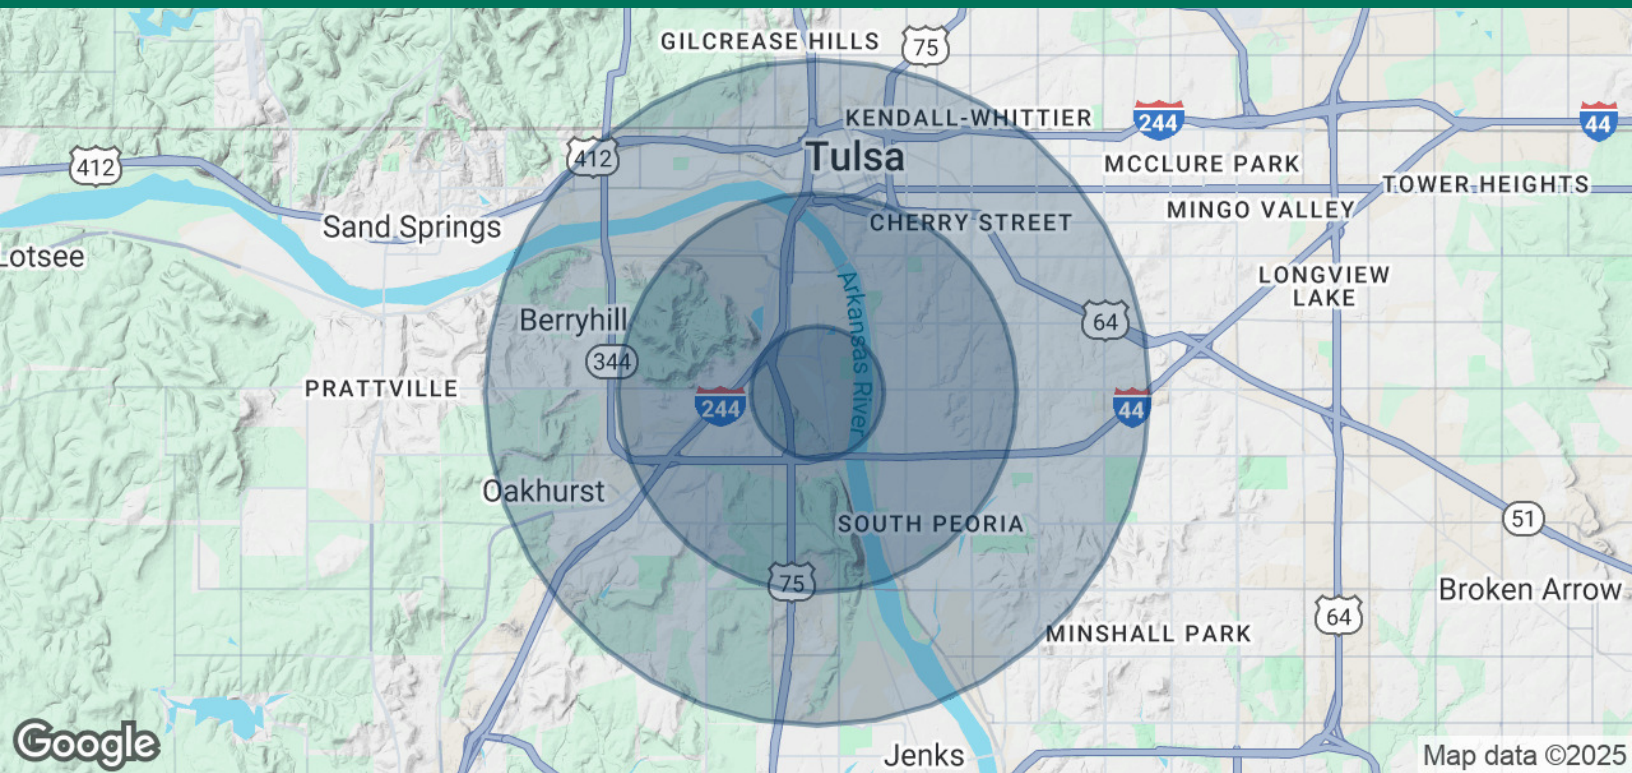 GILCREASE HILLS
75
KENDALL-WHITTIER
244
44
412
412
Tulsa
MCCLURE PARK
TOWER HEIGHTS
MINGO VALLEY
Sand Springs
CHERRY STREET
Lotsee
LONGVIEW
LAKE
Arkansas River
Berryhill
64
344
PRATTVILLE
244
44
Oakhurst
SOUTH PEORIA
51
75
Broken Arrow
64
MINSHALL PARK
Google
Jenks
Map data ©2025